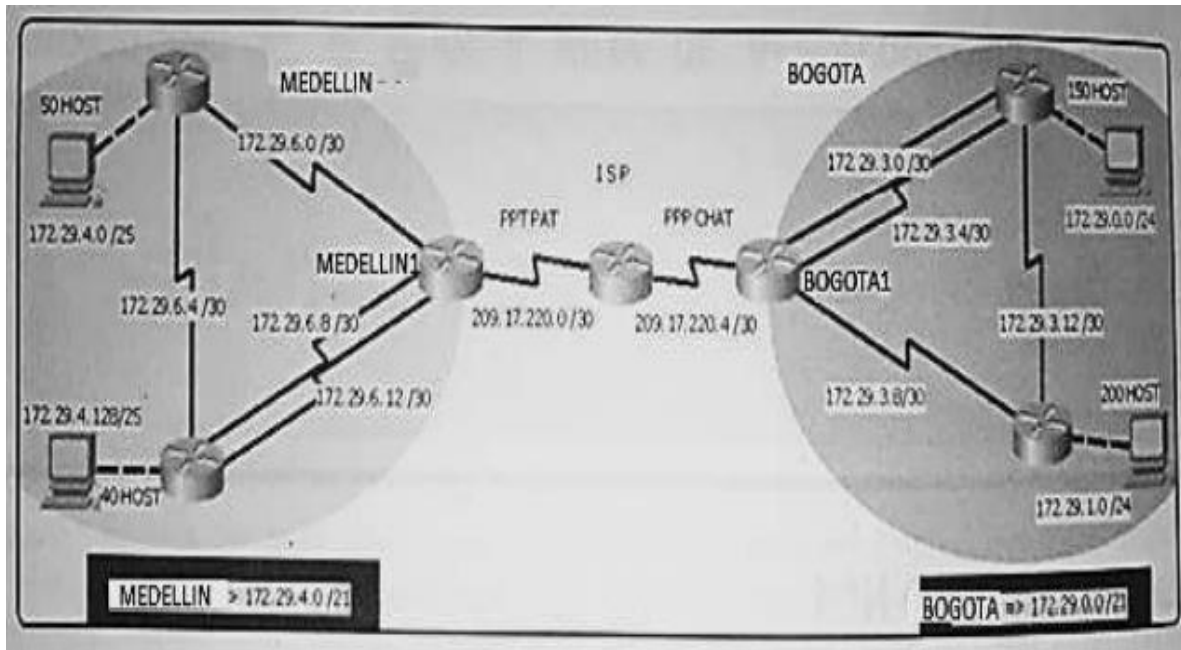 MEDELLIN - - -
50 HOST
172.29.6.0 /30
172.29.4.0 /25
172.29.6.4 /30
MEDELLIN1
172.29.6.8 /30
172.29.6.12 /30
172.29.4.128/25
40 HOST
MEDELLIN > 172.29.4.0 /21
ISP
PPT PAT
PPP CHAT
209.17.220.0 /30
209.17.220.4 /30
BOGOTA
150 HOST
172.29.3.0 /30
172.29.0.0 /24
172.29.3.4/30
BOGOTA1
172.29.3.12/30
172.29.3.8/30
200 HOST
172.29.1.0 /24
BOGOTA => 172.29.0.0